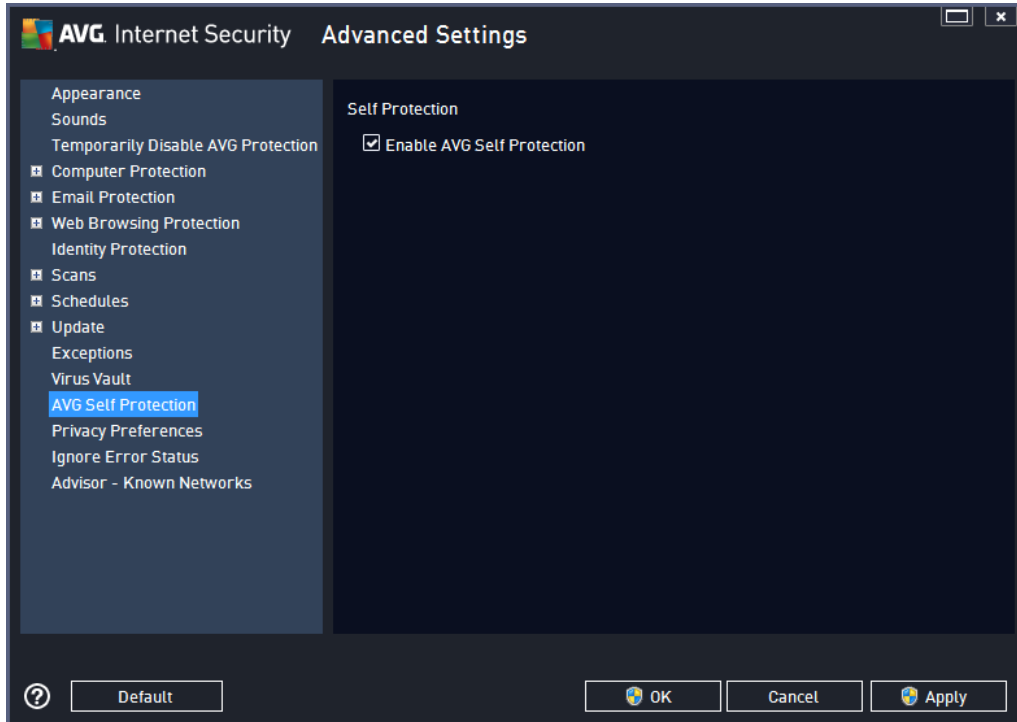 AVG. Internet Security Advanced Settings
Appearance
Sounds
Temporarily Disable AVG Protection
Computer Protection
Email Protection
Web Browsing Protection
Identity Protection
Scans
Schedules
Update
Exceptions
Virus Vault
AVG Self Protection
Privacy Preferences
Ignore Error Status
Advisor - Known Networks
Self Protection
Enable AVG Self Protection
Default
OK
Cancel
Apply